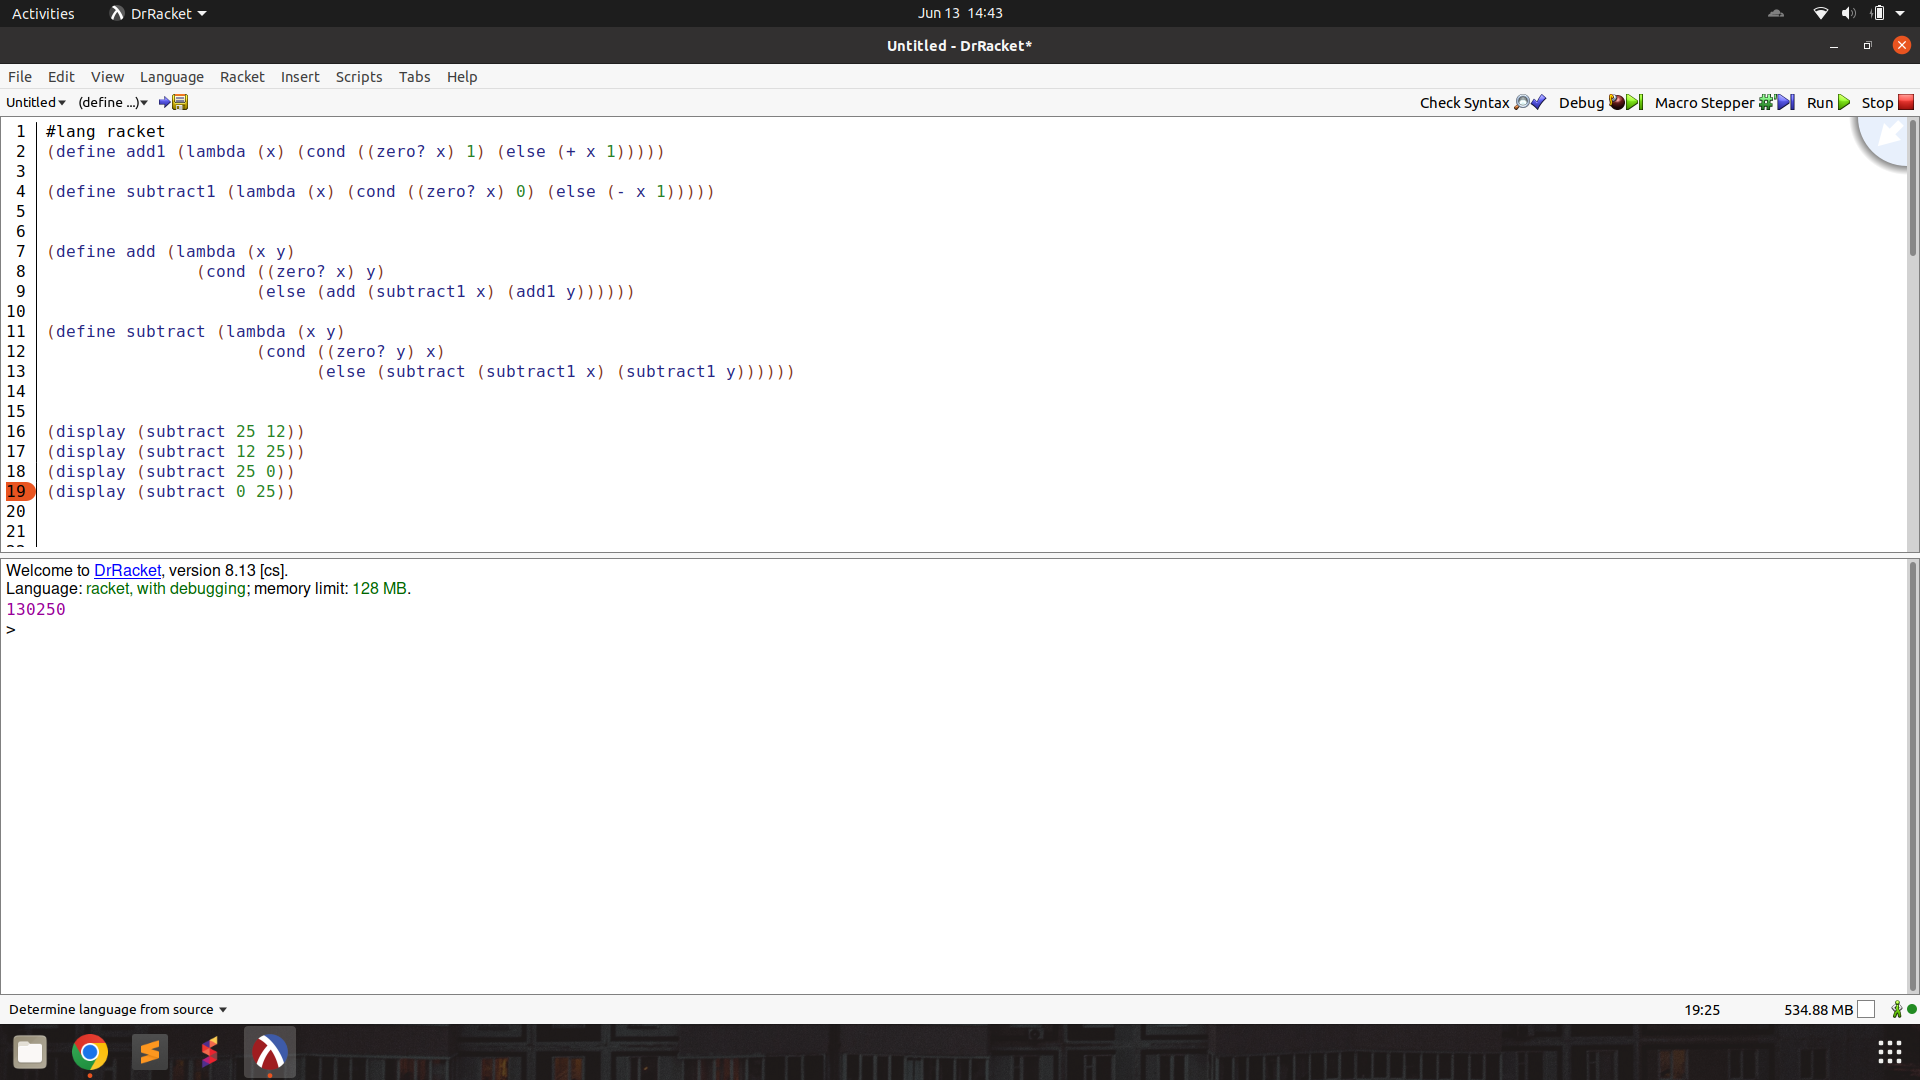 Activities DrRacket Jun 13 14:43
Untitled - DrRacket*
File Edit View Language Racket Insert Scripts Tabs Help
Untitled (define ...) Check Syntax Debug Macro Stepper Run Stop
1 #lang racket
2 (define add1 (lambda (x) (cond ((zero? x) 1) (else (+ x 1)))))
3
4 (define subtract1 (lambda (x) (cond ((zero? x) 0) (else (- x 1)))))
5
6
7 (define add (lambda (x y)
8 (cond ((zero? x) y)
9 (else (add (subtract1 x) (add1 y))))))
10
11 (define subtract (lambda (x y)
12 (cond ((zero? y) x)
13 (else (subtract (subtract1 x) (subtract1 y))))))
14
15
16 (display (subtract 25 12))
17 (display (subtract 12 25))
18 (display (subtract 25 0))
19 (display (subtract 0 25))
20
21
Welcome to DrRacket, version 8.13 [cs].
Language: racket, with debugging; memory limit: 128 MB.
130250
>
Determine language from source 19:25 534.88 MB